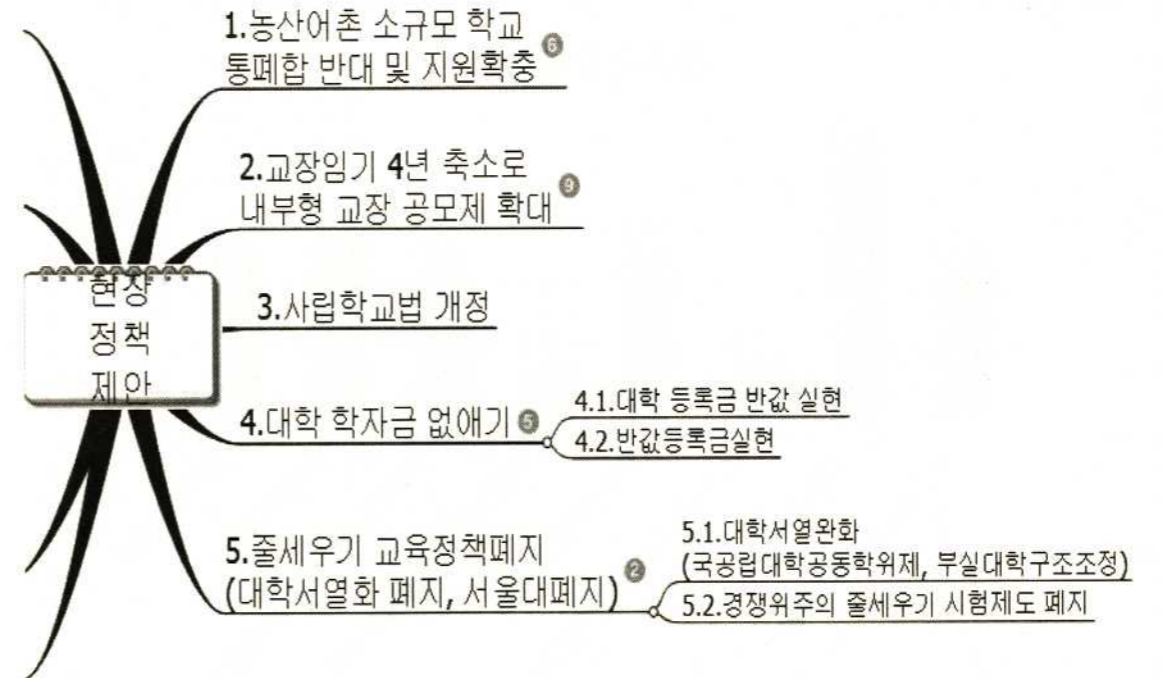 1.농산어촌 소규모 학교
통폐합 반대 및 지원확충 6
2.교장임기 4년 축소로
내부형 교장 공모제 확대 9
현장
정책
제안
3.사립학교법 개정
4.대학 학자금 없애기 5
4.1.대학 등록금 반값 실현
4.2.반값등록금실현
5.줄세우기 교육정책폐지
(대학서열화 폐지, 서울대폐지) 2
5.1.대학서열완화
(국공립대학공동학위제, 부실대학구조조정)
5.2.경쟁위주의 줄세우기 시험제도 폐지